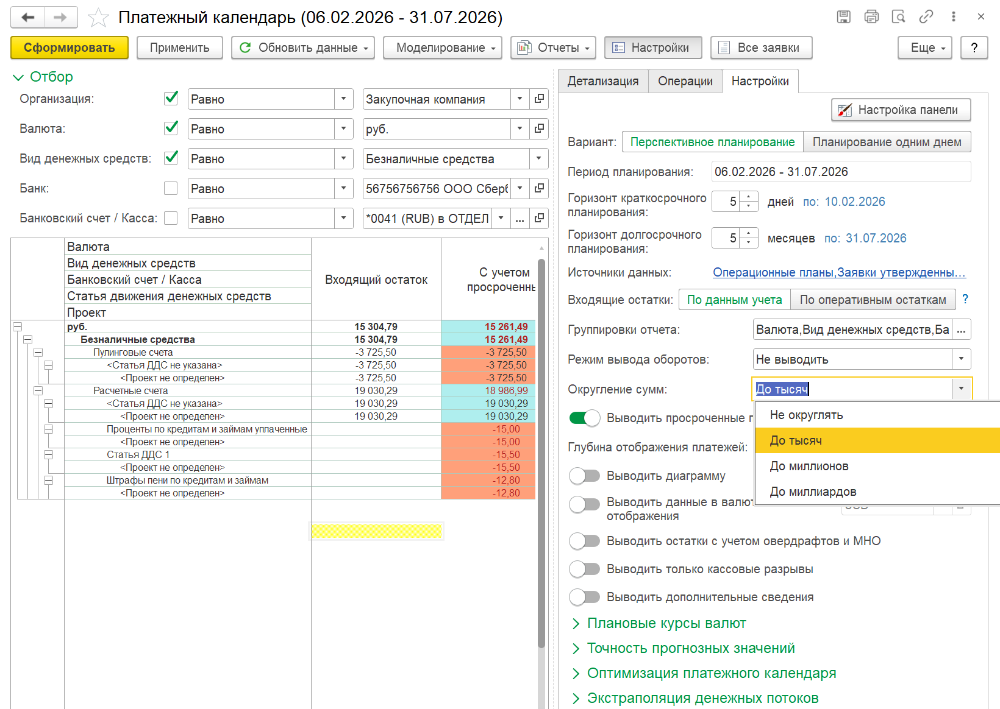 Платежный календарь (06.02.2026 - 31.07.2026)
Сформировать
Применить
Обновить данные
Моделирование
Отчеты
Настройки
Все заявки
Еще
?
Отбор
Организация:
Равно
Закупочная компания
Валюта:
Равно
руб.
Вид денежных средств:
Равно
Безналичные средства
Банк:
Равно
56756756756 ООО Сберб
Банковский счет / Касса:
Равно
*0041 (RUB) в ОТДЕЛ
...
Валюта
Вид денежных средств
Банковский счет / Касса
Статья движения денежных средств
Проект
Входящий остаток
С учетом
просроченнь
руб. 15 304,79 15 261,49
Безналичные средства 15 304,79 15 261,49
Пулинговые счета -3 725,50 -3 725,50
<Статья ДДС не указана> -3 725,50 -3 725,50
<Проект не определен> -3 725,50 -3 725,50
Расчетные счета 19 030,29 18 986,99
<Статья ДДС не указана> 19 030,29 19 030,29
<Проект не определен> 19 030,29 19 030,29
Проценты по кредитам и займам уплаченные -15,00
<Проект не определен> -15,00
Статья ДДС 1 -15,50
<Проект не определен> -15,50
Штрафы пени по кредитам и займам -12,80
<Проект не определен> -12,80
Детализация
Операции
Настройки
Настройка панели
Вариант:
Перспективное планирование
Планирование одним днем
Период планирования:
06.02.2026 - 31.07.2026
Горизонт краткосрочного
планирования:
5
дней
по: 10.02.2026
Горизонт долгосрочного
планирования:
5
месяцев
по: 31.07.2026
Источники данных:
Операционные планы,Заявки утвержденны...
Входящие остатки:
По данным учета
По оперативным остаткам
?
Группировки отчета:
Валюта,Вид денежных средств,Ба
...
Режим вывода оборотов:
Не выводить
Округление сумм:
До тысяч
Не округлять
До тысяч
До миллионов
До миллиардов
Выводить просроченные
Глубина отображения платежей:
Выводить диаграмму
Выводить данные в валют
отображения
Выводить остатки с учетом овердрафтов и МНО
Выводить только кассовые разрывы
Выводить дополнительные сведения
Плановые курсы валют
Точность прогнозных значений
Оптимизация платежного календаря
Экстраполяция денежных потоков